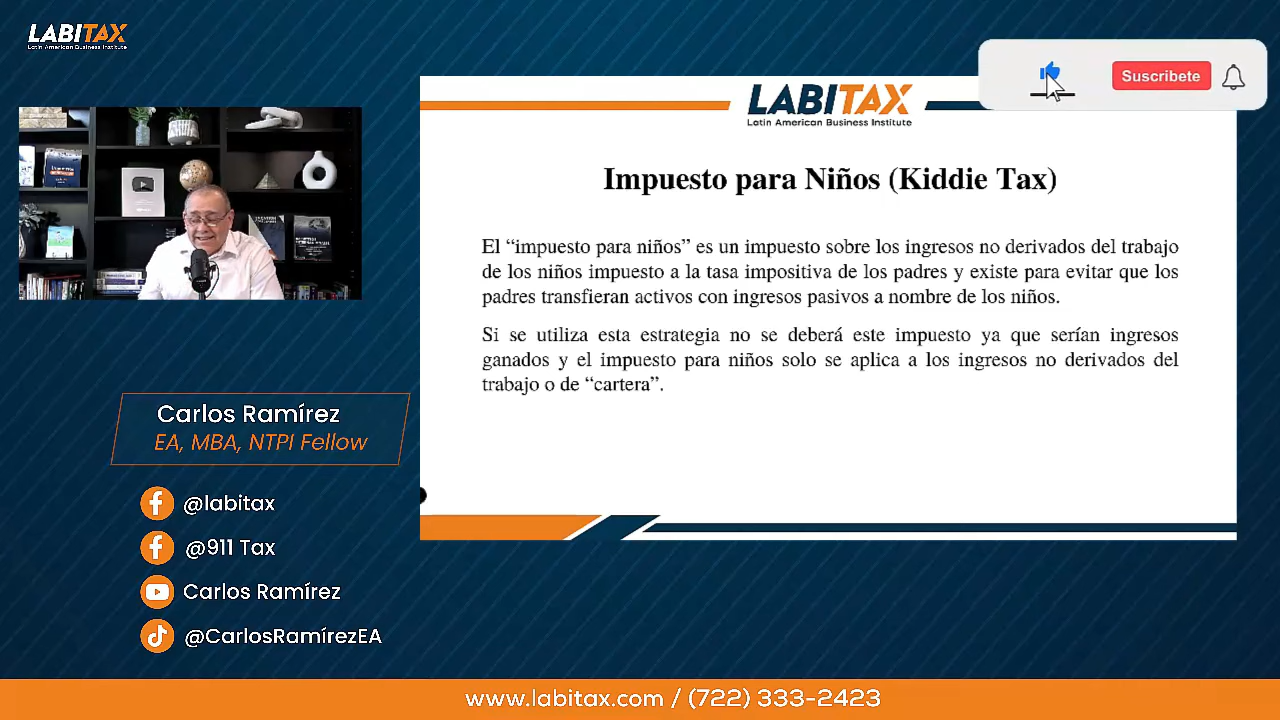 LABITAX
Latin American Business Institute
Suscribete
LABITAX
Latin American Business Institute
Impuesto para Niños (Kiddie Tax)
El “impuesto para niños” es un impuesto sobre los ingresos no derivados del trabajo
de los niños impuesto a la tasa impositiva de los padres y existe para evitar que los
padres transfieran activos con ingresos pasivos a nombre de los niños.
Si se utiliza esta estrategia no se deberá este impuesto ya que serían ingresos
ganados y el impuesto para niños solo se aplica a los ingresos no derivados del
trabajo o de “cartera”.
Carlos Ramírez
EA, MBA, NTPI Fellow
@labitax
@911 Tax
Carlos Ramírez
@CarlosRamírezEA
www.labitax.com / (722) 333-2423